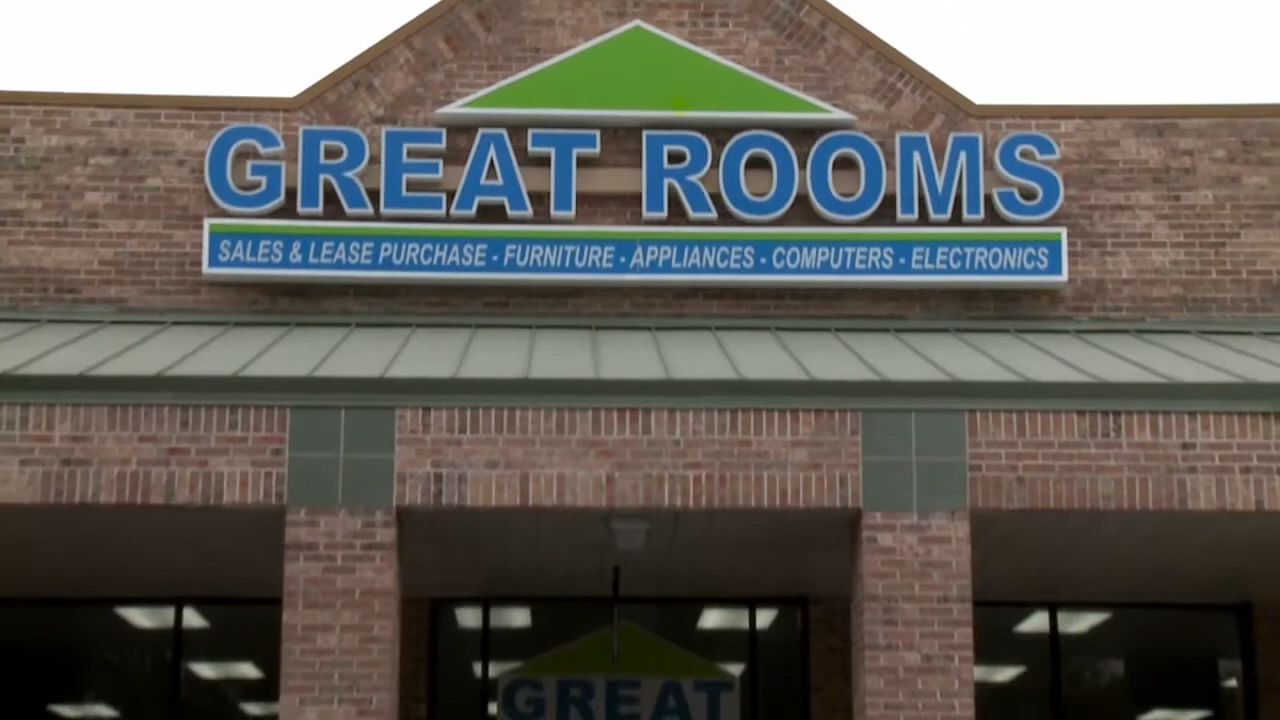 GREAT ROOMS
SALES & LEASE PURCHASE - FURNITURE - APPLIANCES - COMPUTERS - ELECTRONICS
GREAT